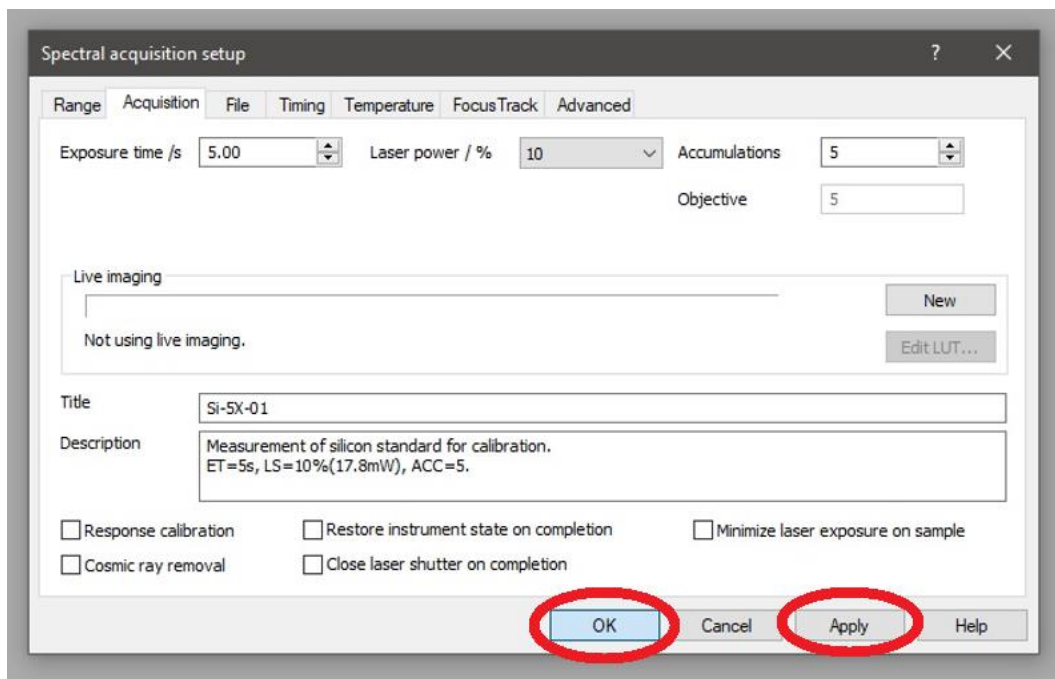 Spectral acquisition setup ? ×
Range Acquisition File Timing Temperature FocusTrack Advanced
Exposure time /s 5.00 Laser power / % 10 Accumulations 5
Objective 5
Live imaging
New
Not using live imaging.
Edit LUT...
Title Si-5X-01
Description Measurement of silicon standard for calibration.
ET=5s, LS=10%(17.8mW), ACC=5.
Response calibration Restore instrument state on completion Minimize laser exposure on sample
Cosmic ray removal Close laser shutter on completion
OK Cancel Apply Help